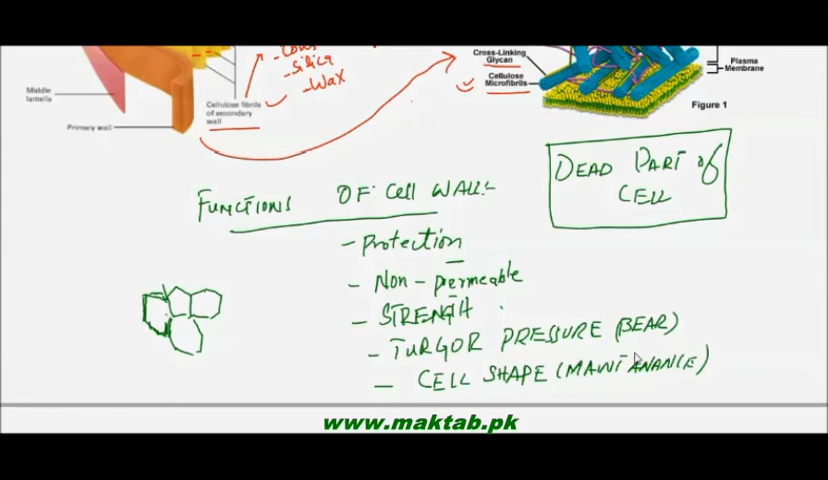 - Silica
- Wax
Middle
lamella
Primary wall
Cellulose fibrils
of secondary
wall
Cross-Linking
Glycan
Cellulose
Microfibrils
Plasma
Membrane
Figure 1
DEAD PART of
CELL
FUNCTIONS OF Cell WALL:-
- Protection
- Non-permeable
- STRENGTH
- TURGOR PRESSURE (BEAR)
- CELL SHAPE (MAINTANANCE)
www.maktab.pk